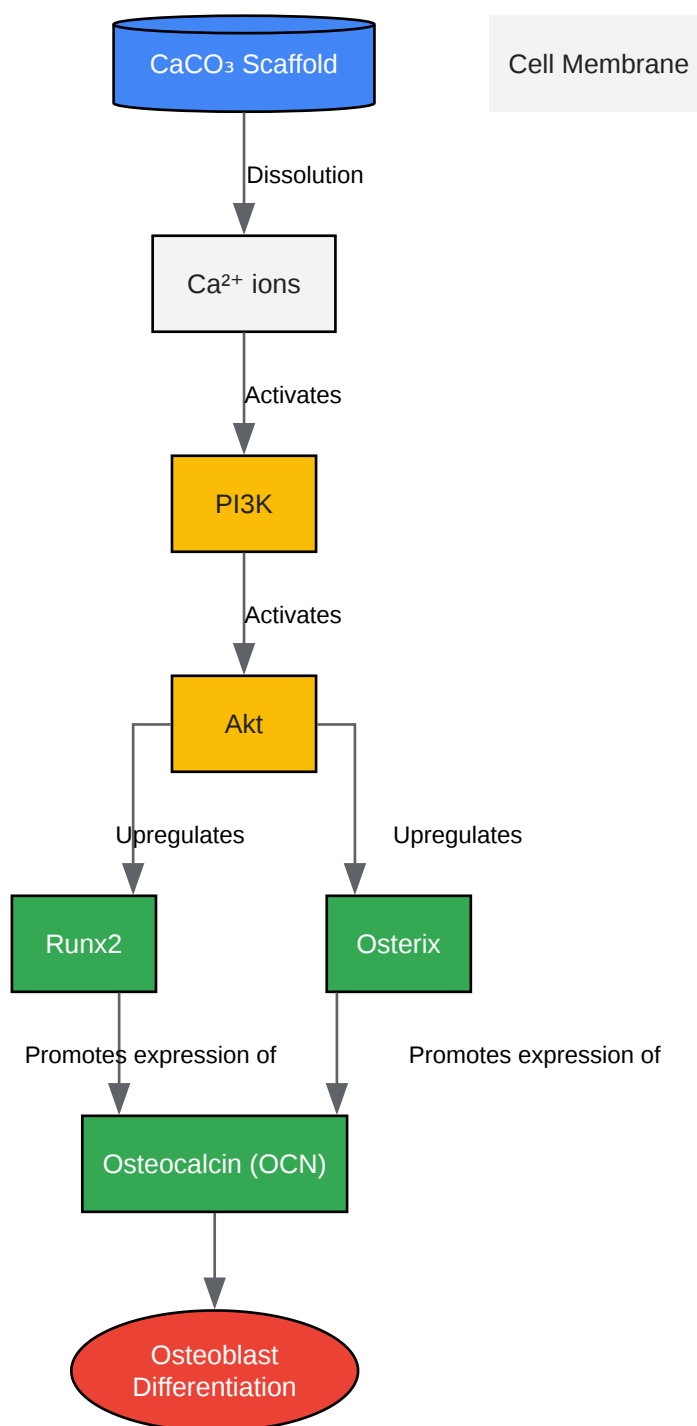 CaCO₃ Scaffold
Cell Membrane
Dissolution
Ca²⁺ ions
Activates
PI3K
Activates
Akt
Upregulates
Upregulates
Runx2
Osterix
Promotes expression of
Promotes expression of
Osteocalcin (OCN)
Osteoblast
Differentiation